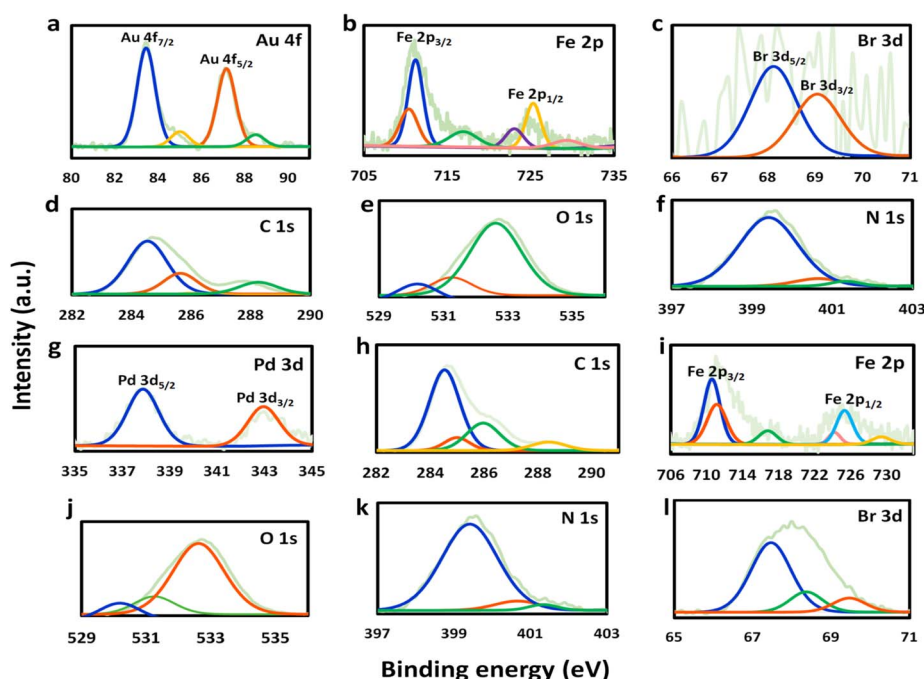 a
Au 4f
Au 4f7/2
Au 4f5/2
80 82 84 86 88 90
b
Fe 2p
Fe 2p3/2
Fe 2p1/2
705 715 725 735
c
Br 3d
Br 3d5/2
Br 3d3/2
66 67 68 69 70 71
d
C 1s
282 284 286 288 290
e
O 1s
529 531 533 535
f
N 1s
397 399 401 403
g
Pd 3d
Pd 3d5/2
Pd 3d3/2
335 337 339 341 343 345
h
C 1s
282 284 286 288 290
i
Fe 2p
Fe 2p3/2
Fe 2p1/2
706 710 714 718 722 726 730
j
O 1s
529 531 533 535
k
N 1s
397 399 401 403
l
Br 3d
65 67 69 71
Intensity (a.u.)
Binding energy (eV)